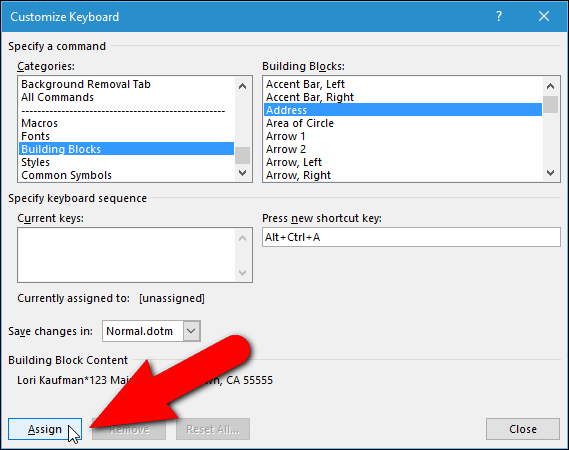 Customize Keyboard
Specify a command
Categories:
Background Removal Tab
All Commands
------------------------------------------------
Macros
Fonts
Building Blocks
Styles
Common Symbols
Building Blocks:
Accent Bar, Left
Accent Bar, Right
Address
Area of Circle
Arrow 1
Arrow 2
Arrow, Left
Arrow, Right
Specify keyboard sequence
Current keys:
Press new shortcut key:
Alt+Ctrl+A
Currently assigned to: [unassigned]
Save changes in: Normal.dotm
Building Block Content
Lori Kaufman*123 CA 55555
Assign Remove Reset All... Close